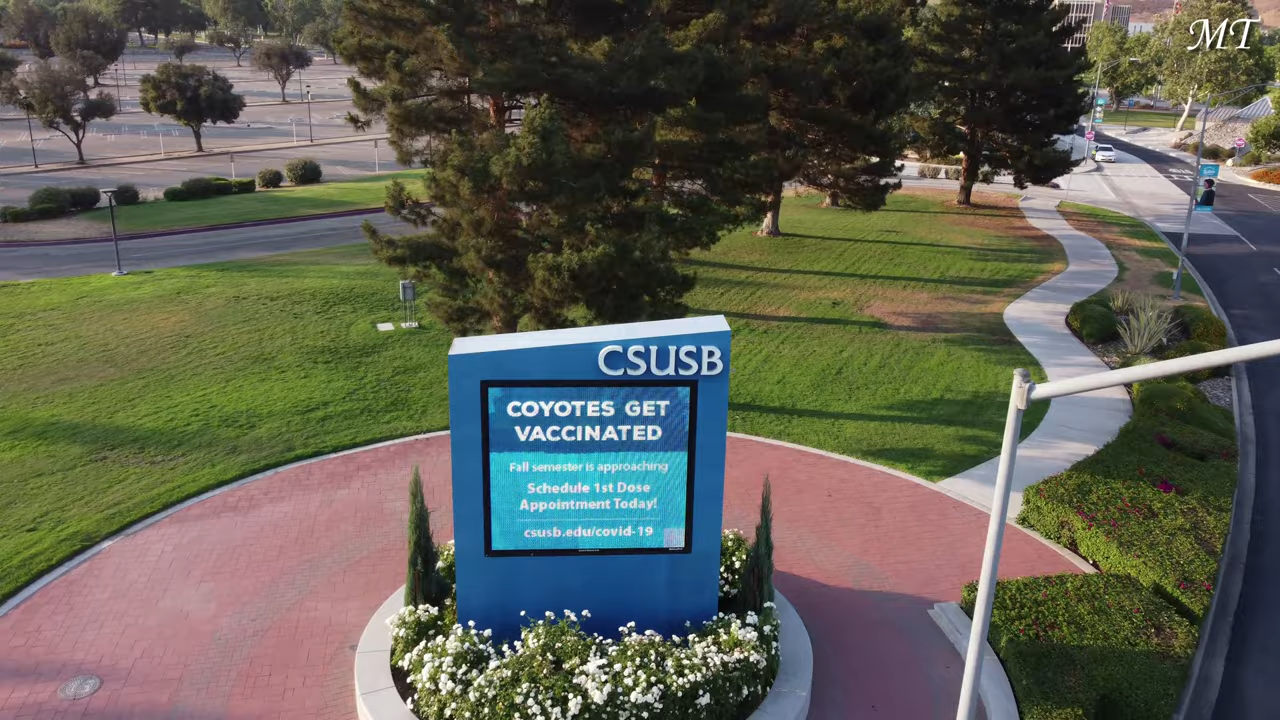 MT
CSUSB
COYOTES GET
VACCINATED
Fall semester is approaching
Schedule 1st Dose
Appointment Today!
csusb.edu/covid-19